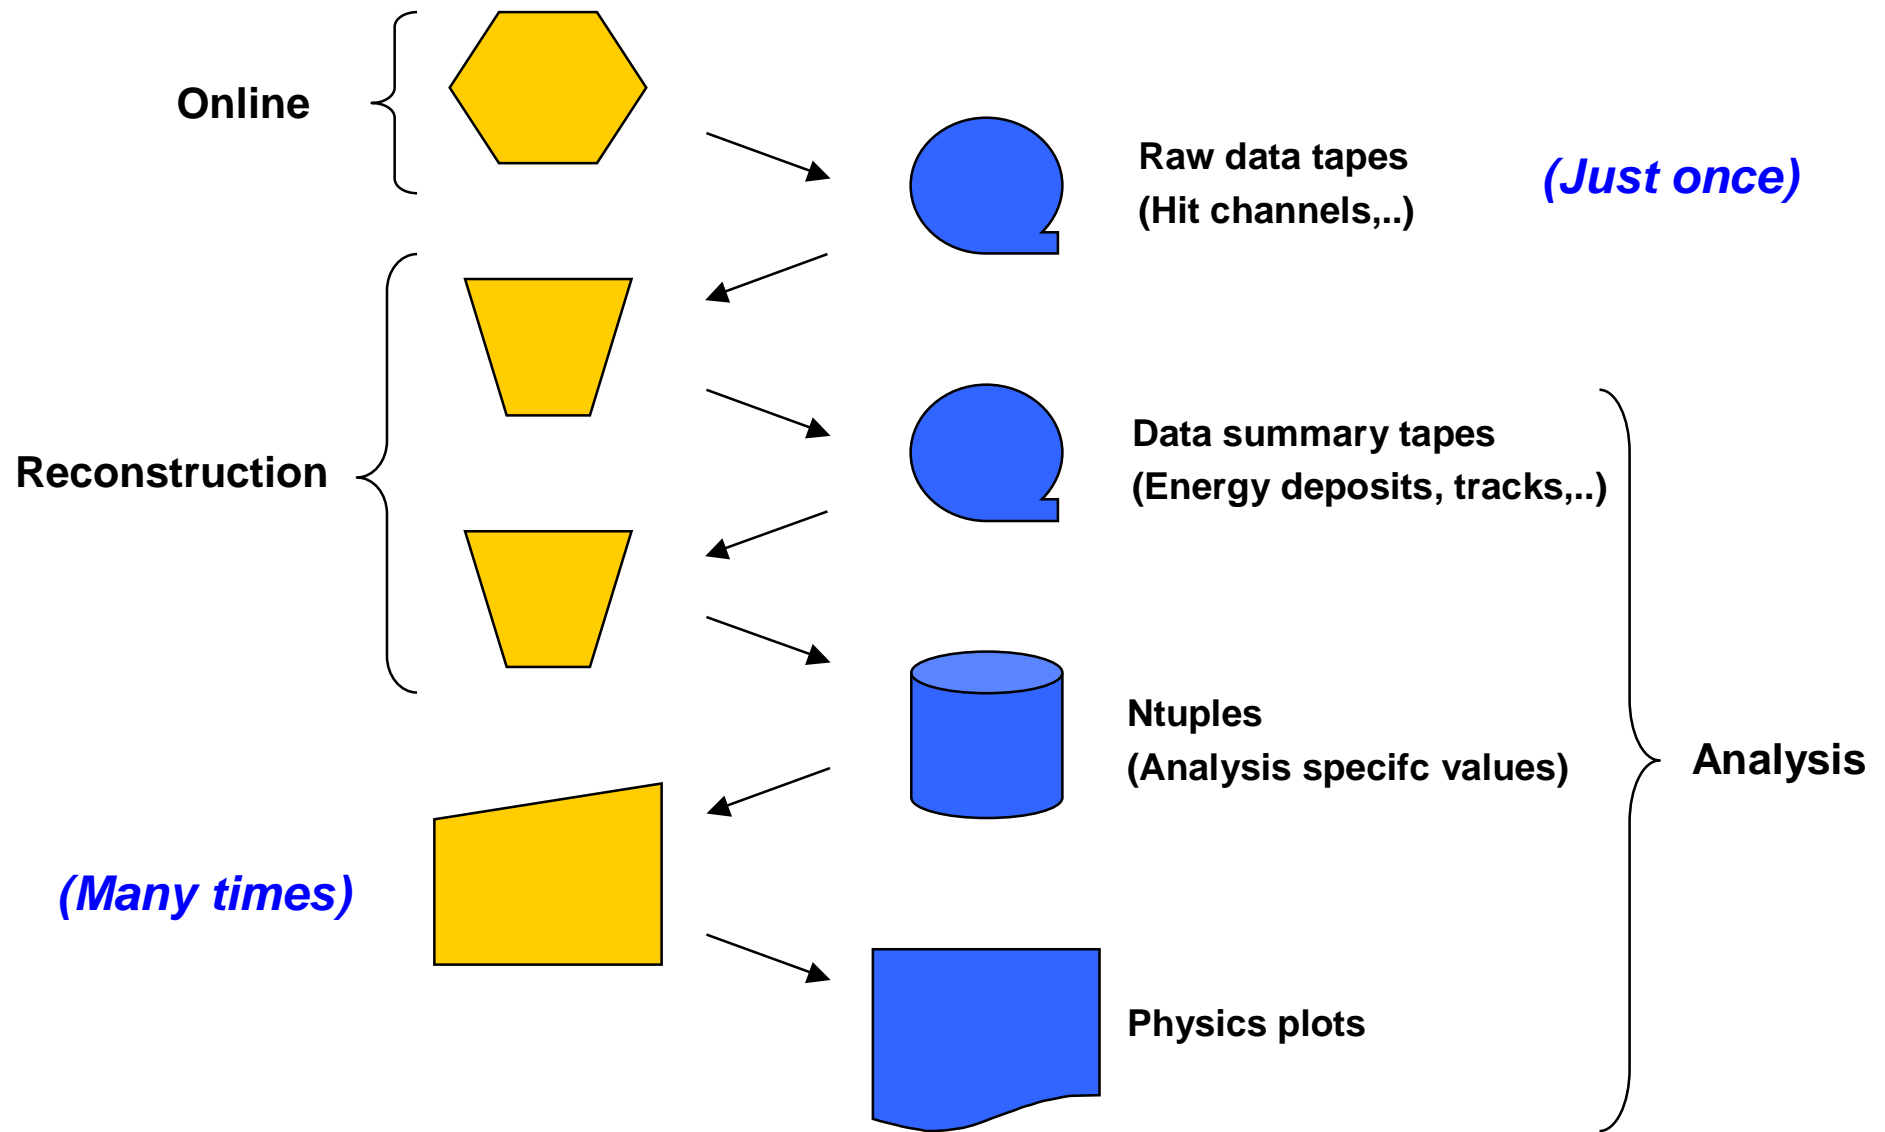 Online
Raw data tapes
(Hit channels,..)
(Just once)
Reconstruction
Data summary tapes
(Energy deposits, tracks,..)
Ntuples
(Analysis specifc values)
Analysis
(Many times)
Physics plots